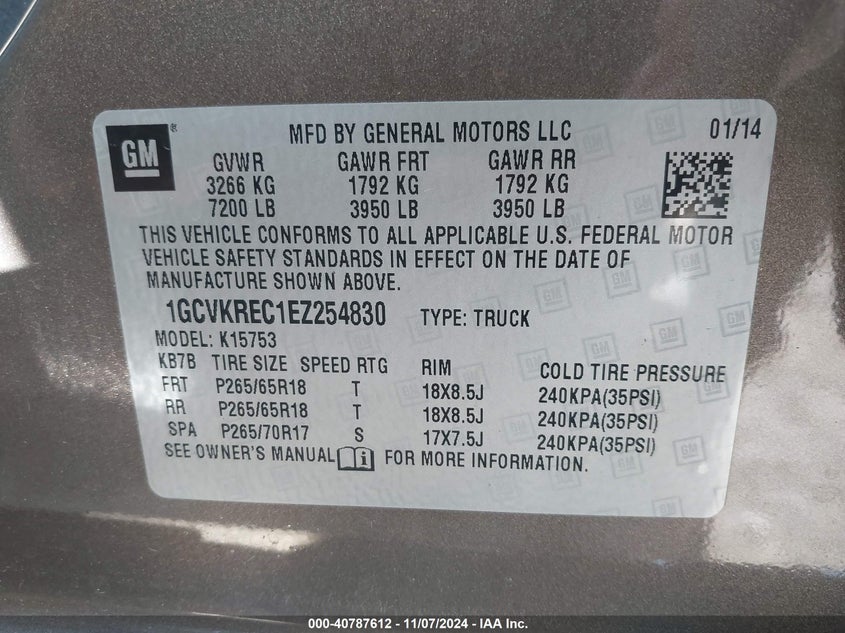 GM ® MFD BY GENERAL MOTORS LLC 01/14
GVWR GAWR FRT GAWR RR
3266 KG 1792 KG 1792 KG
7200 LB 3950 LB 3950 LB
THIS VEHICLE CONFORMS TO ALL APPLICABLE U.S. FEDERAL MOTOR
VEHICLE SAFETY STANDARDS IN EFFECT ON THE DATE OF
MANUFACTURE SHOWN ABOVE.
1GCVKREC1EZ254830 TYPE: TRUCK
MODEL: K15753
KB7B TIRE SIZE SPEED RTG RIM COLD TIRE PRESSURE
FRT P265/65R18 T 18X8.5J 240KPA(35PSI)
RR P265/65R18 T 18X8.5J 240KPA(35PSI)
SPA P265/70R17 S 17X7.5J 240KPA(35PSI)
SEE OWNER'S MANUAL i FOR MORE INFORMATION.
000-40787612 - 11/07/2024 - IAA Inc.